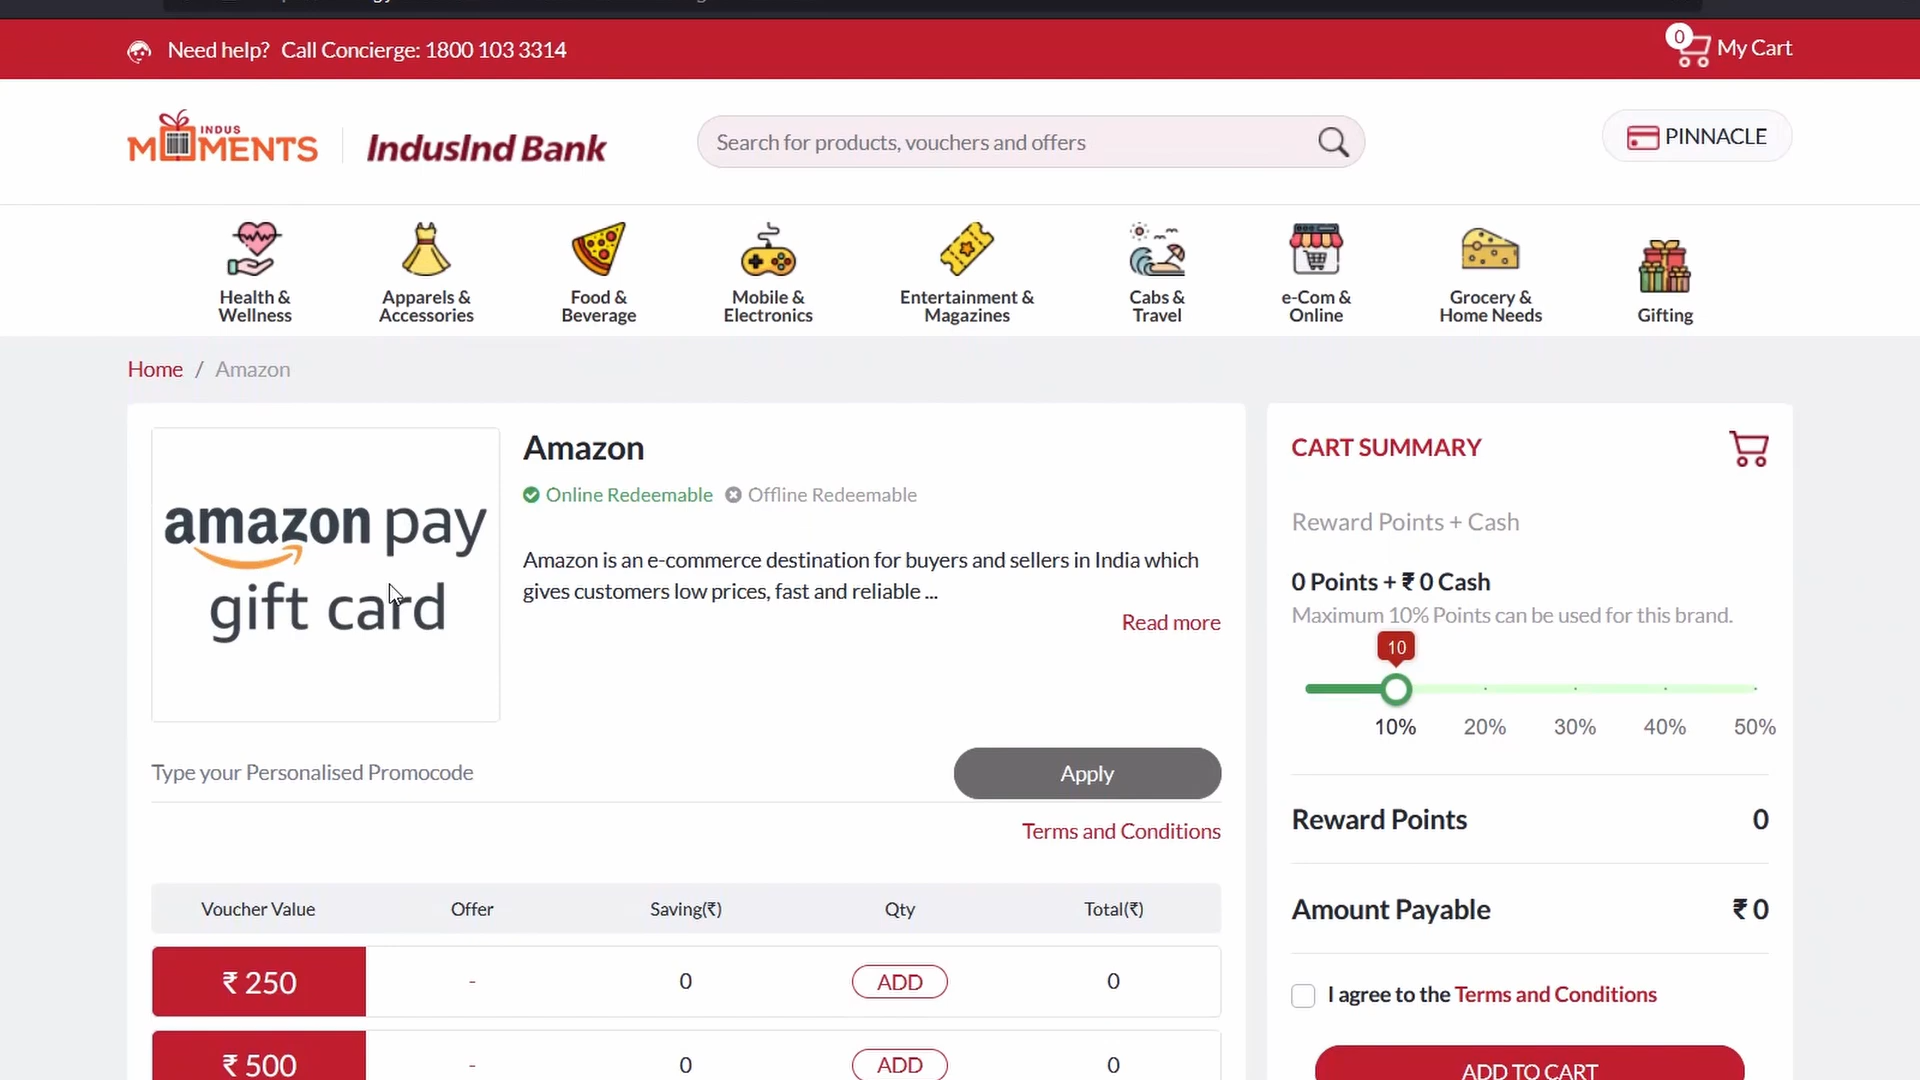 Need help? Call Concierge: 1800 103 3314
0
My Cart
INDUS
MOMENTS
IndusInd Bank
Search for products, vouchers and offers
PINNACLE
Health &
Wellness
Apparels &
Accessories
Food &
Beverage
Mobile &
Electronics
Entertainment &
Magazines
Cabs &
Travel
e-Com &
Online
Grocery &
Home Needs
Gifting
Home / Amazon
amazon pay
gift card
Amazon
Online Redeemable
Offline Redeemable
Amazon is an e-commerce destination for buyers and sellers in India which
gives customers low prices, fast and reliable ...
Read more
Type your Personalised Promocode
Apply
Terms and Conditions
Voucher Value Offer Saving(₹) Qty Total(₹)
₹ 250 - 0 ADD 0
₹ 500 - 0 ADD 0
CART SUMMARY
Reward Points + Cash
0 Points + ₹ 0 Cash
Maximum 10% Points can be used for this brand.
10
10% 20% 30% 40% 50%
Reward Points 0
Amount Payable ₹ 0
I agree to the Terms and Conditions
ADD TO CART